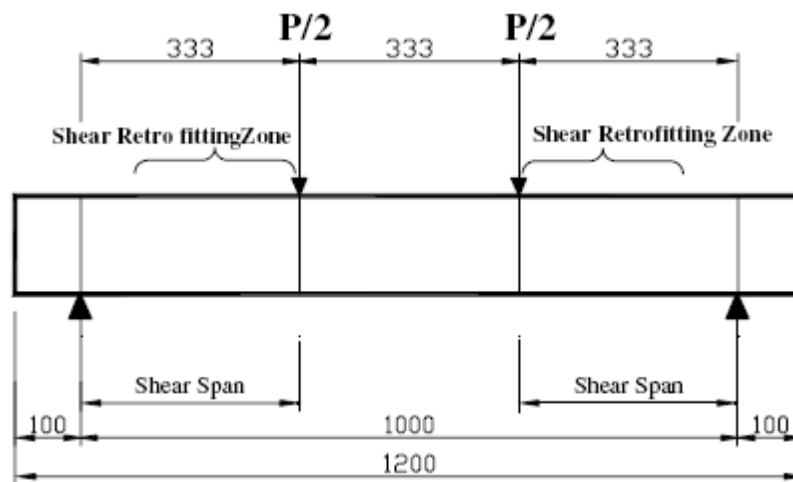 P/2 P/2
333 333 333
Shear Retro fittingZone Shear Retrofitting Zone
Shear Span Shear Span
100 1000 100
1200